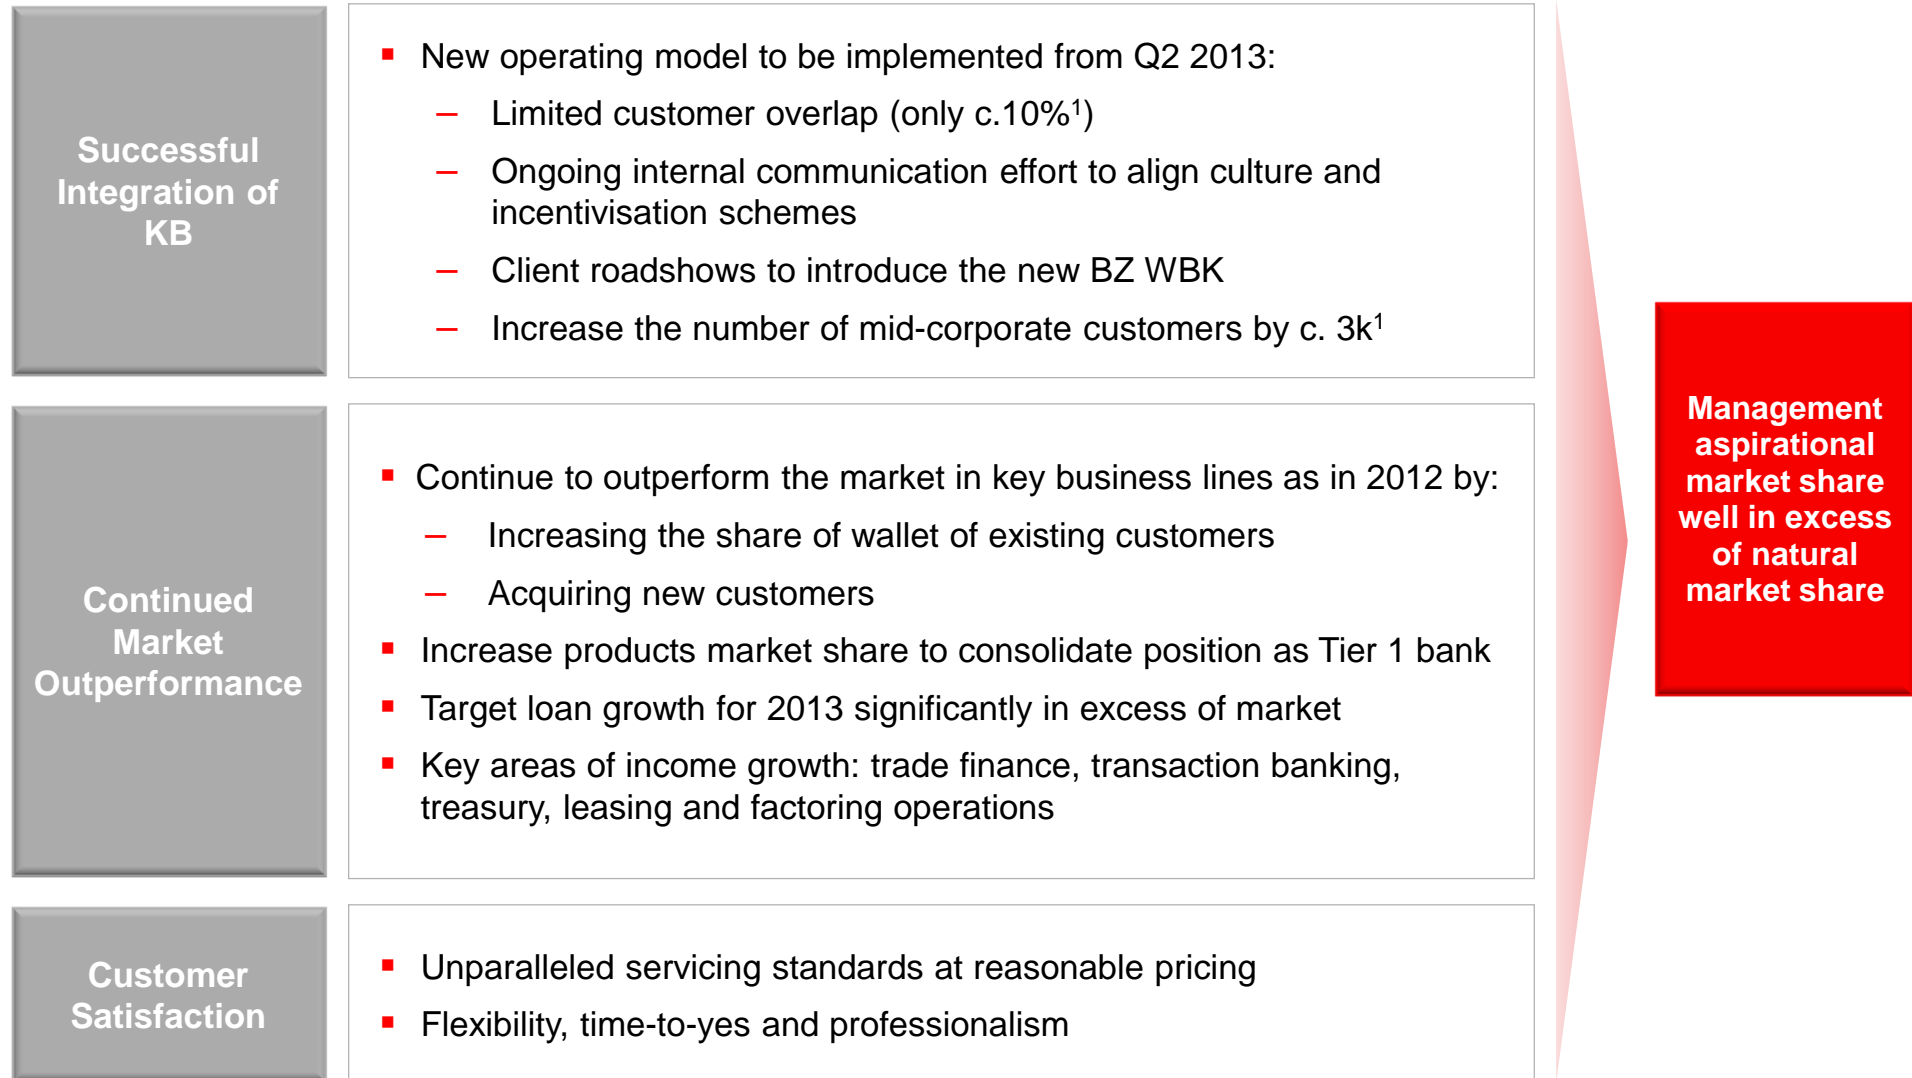 Successful
Integration of
KB
▪ New operating model to be implemented from Q2 2013:
– Limited customer overlap (only c.10%¹)
– Ongoing internal communication effort to align culture and
incentivisation schemes
– Client roadshows to introduce the new BZ WBK
– Increase the number of mid-corporate customers by c. 3k¹
Continued
Market
Outperformance
▪ Continue to outperform the market in key business lines as in 2012 by:
– Increasing the share of wallet of existing customers
– Acquiring new customers
▪ Increase products market share to consolidate position as Tier 1 bank
▪ Target loan growth for 2013 significantly in excess of market
▪ Key areas of income growth: trade finance, transaction banking,
treasury, leasing and factoring operations
Customer
Satisfaction
▪ Unparalleled servicing standards at reasonable pricing
▪ Flexibility, time-to-yes and professionalism
Management
aspirational
market share
well in excess
of natural
market share